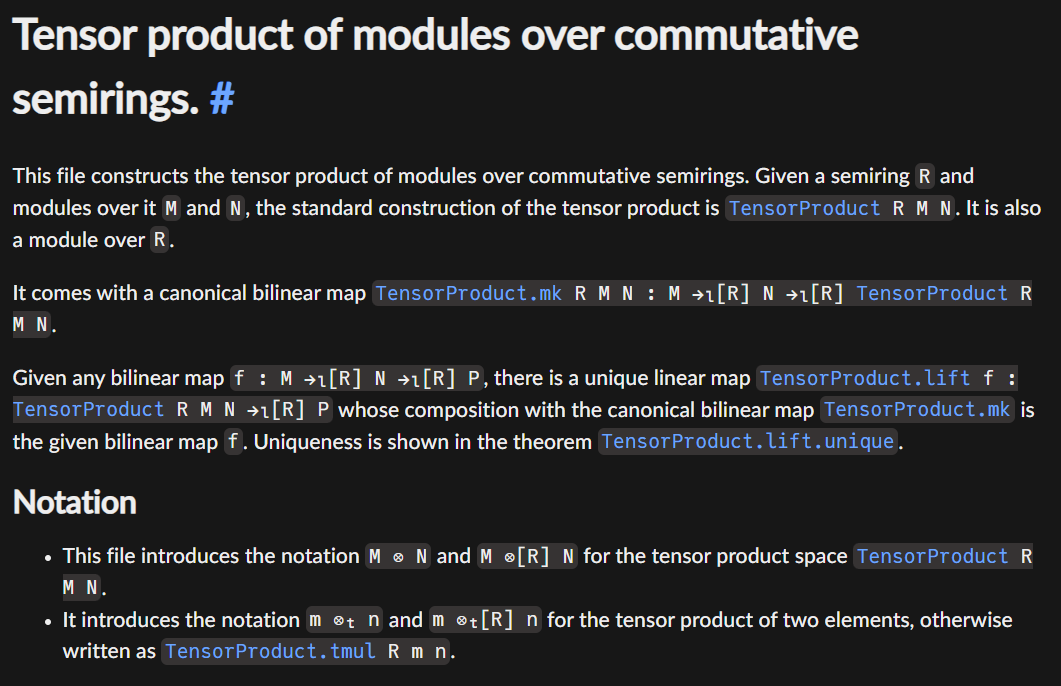 Tensor product of modules over commutative
semirings. #
This file constructs the tensor product of modules over commutative semirings. Given a semiring R and
modules over it M and N, the standard construction of the tensor product is TensorProduct R M N. It is also
a module over R.
It comes with a canonical bilinear map TensorProduct.mk R M N : M →ₗ[R] N →ₗ[R] TensorProduct R
M N.
Given any bilinear map f : M →ₗ[R] N →ₗ[R] P, there is a unique linear map TensorProduct.lift f :
TensorProduct R M N →ₗ[R] P whose composition with the canonical bilinear map TensorProduct.mk is
the given bilinear map f. Uniqueness is shown in the theorem TensorProduct.lift.unique.
Notation
• This file introduces the notation M ⊗ N and M ⊗[R] N for the tensor product space TensorProduct R
M N.
• It introduces the notation m ⊗ₜ n and m ⊗ₜ[R] n for the tensor product of two elements, otherwise
written as TensorProduct.tmul R m n.